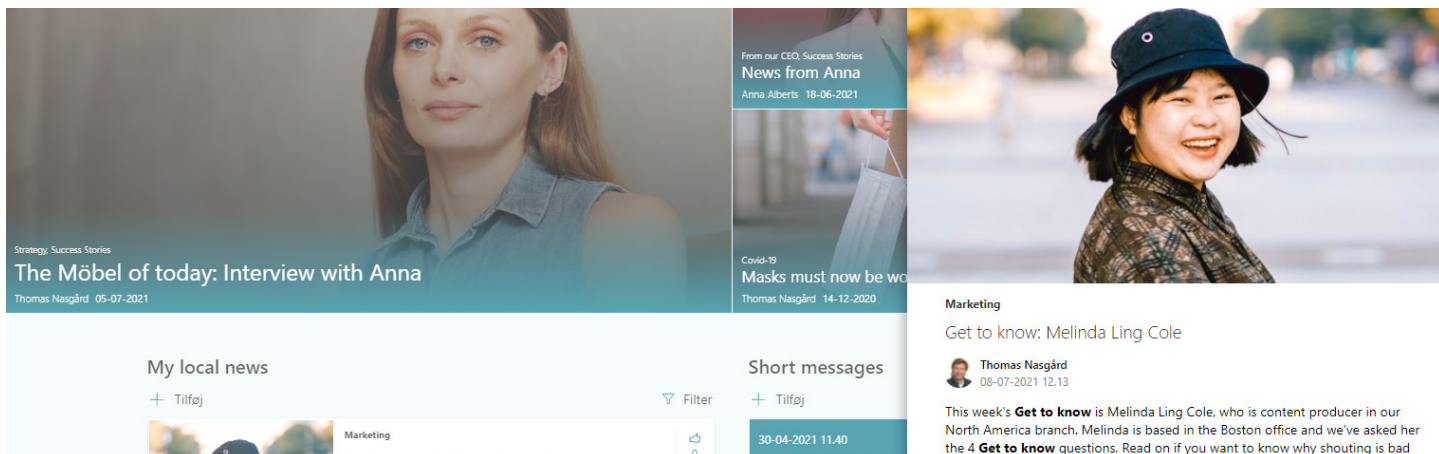 Strategy, Success Stories
The Möbel of today: Interview with Anna
Thomas Nasgård 05-07-2021
From our CEO, Success Stories
News from Anna
Anna Alberts 18-06-2021
Covid-19
Masks must now be wo
Thomas Nasgård 14-12-2020
My local news
Tilføj
Filter
Marketing
0
Short messages
Tilføj
30-04-2021 11.40
Marketing
Get to know: Melinda Ling Cole
Thomas Nasgård
08-07-2021 12.13
This week's Get to know is Melinda Ling Cole, who is content producer in our
North America branch. Melinda is based in the Boston office and we've asked her
the 4 Get to know questions. Read on if you want to know why shouting is bad